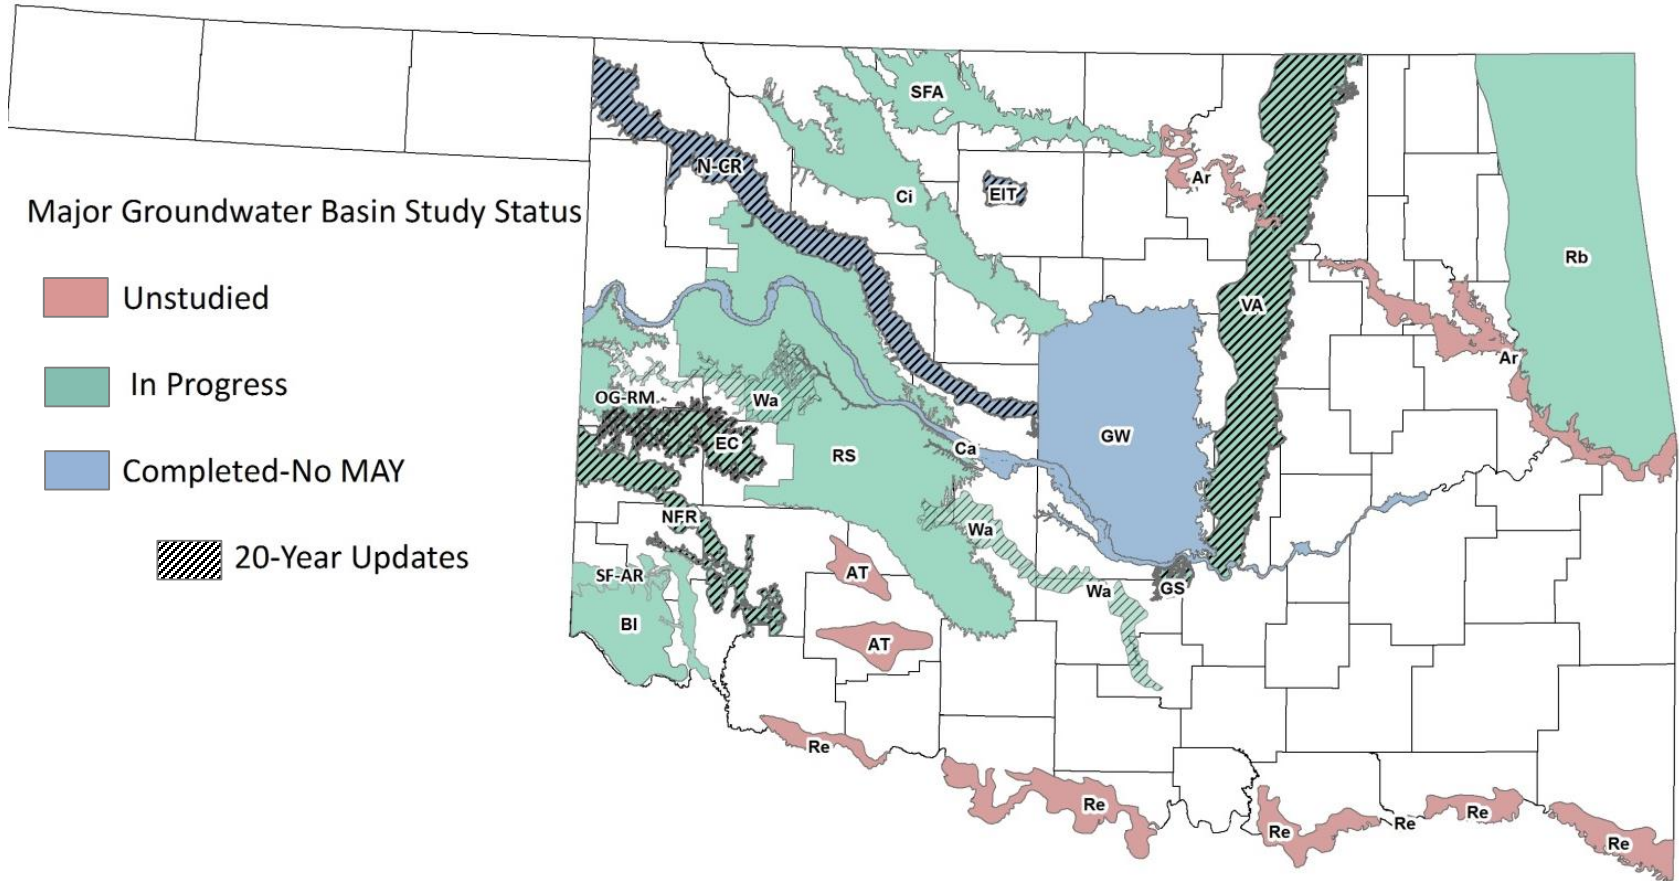 SFA
N-CR
EIT
Ar
Ci
Major Groundwater Basin Study Status
Rb
Unstudied
VA
In Progress
Ar
OG-RM
Wa
EC
GW
Ca
RS
Completed-No MAY
NFR
Wa
20-Year Updates
SF-AR
AT
GS
Wa
BI
AT
Re
Re
Re
Re
Re
Re